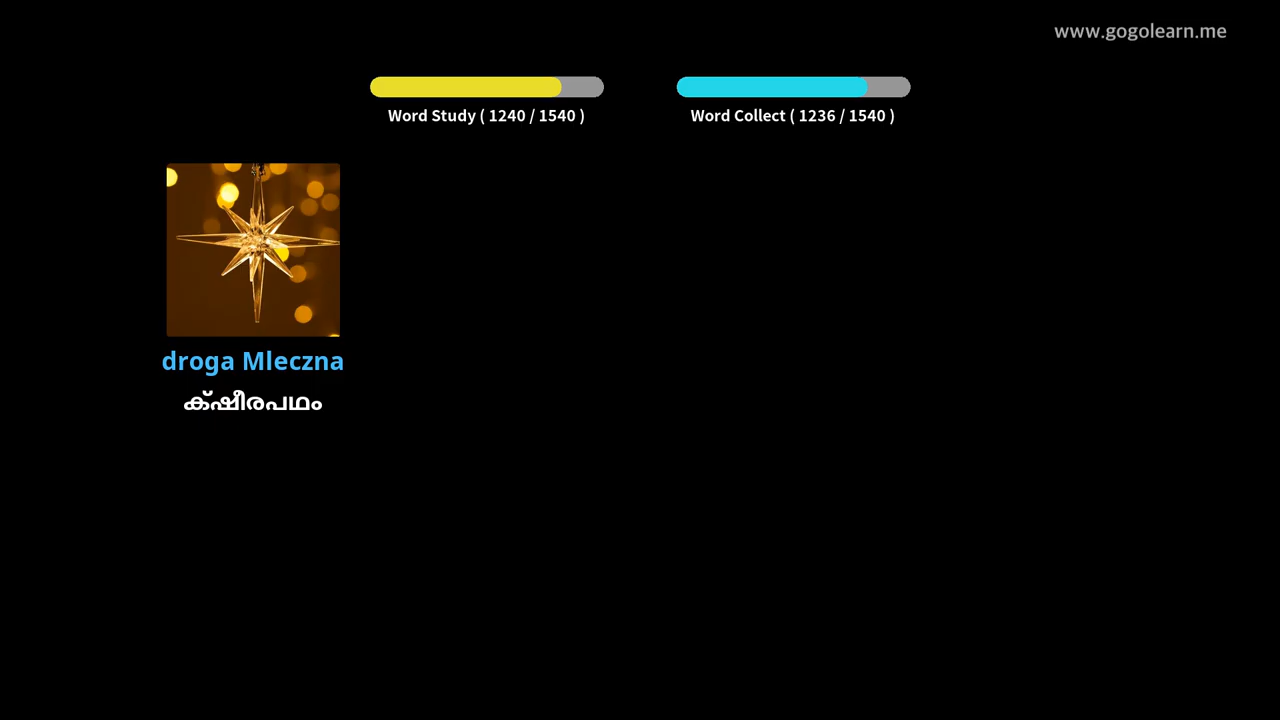 www.gogolearn.me
Word Study ( 1240 / 1540 )
Word Collect ( 1236 / 1540 )
droga Mleczna
ക്ഷീരപഥം